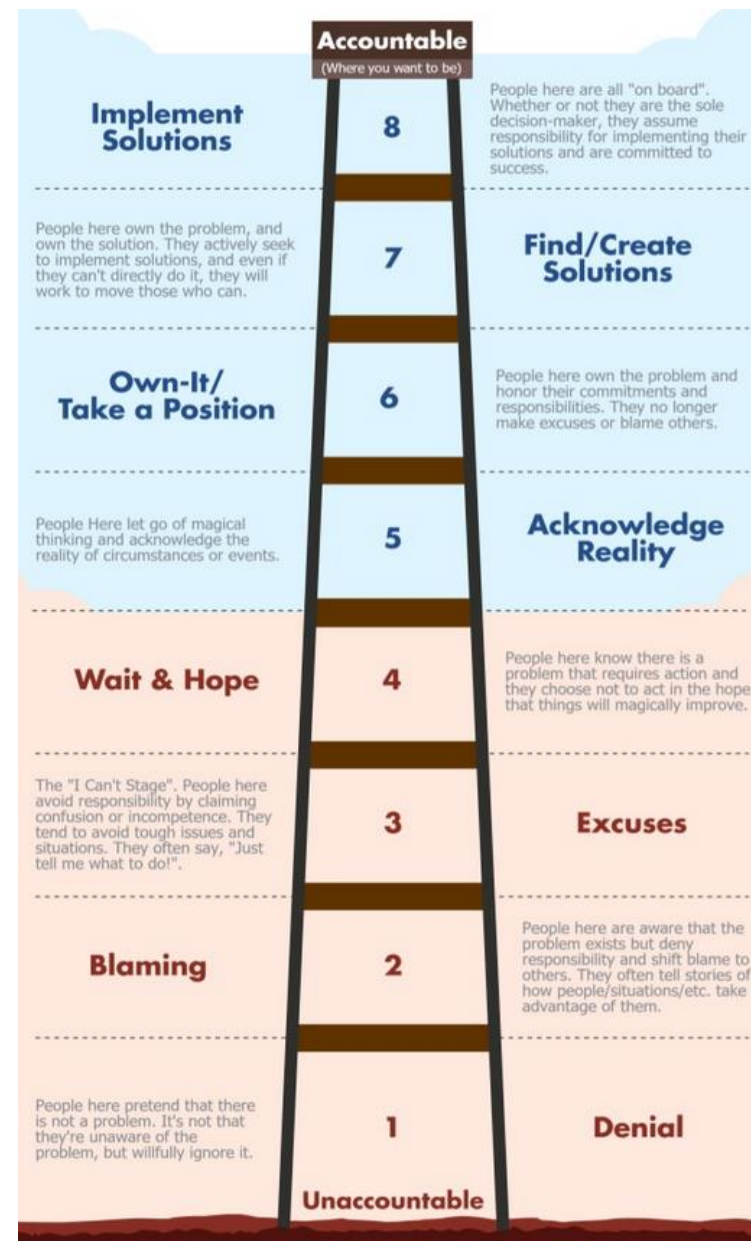 Accountable
(Where you want to be)
Implement
Solutions
8
People here are all "on board".
Whether or not they are the sole
decision-maker, they assume
responsibility for implementing their
solutions and are committed to
success.
People here own the problem, and
own the solution. They actively seek
to implement solutions, and even if
they can't directly do it, they will
work to move those who can.
7
Find/Create
Solutions
Own-It/
Take a Position
6
People here own the problem and
honor their commitments and
responsibilities. They no longer
make excuses or blame others.
People Here let go of magical
thinking and acknowledge the
reality of circumstances or events.
5
Acknowledge
Reality
Wait & Hope
4
People here know there is a
problem that requires action and
they choose not to act in the hope
that things will magically improve.
The "I Can't Stage". People here
avoid responsibility by claiming
confusion or incompetence. They
tend to avoid tough issues and
situations. They often say, "Just
tell me what to do!".
3
Excuses
Blaming
2
People here are aware that the
problem exists but deny
responsibility and shift blame to
others. They often tell stories of
how people/situations/etc. take
advantage of them.
People here pretend that there
is not a problem. It's not that
they're unaware of the
problem, but willfully ignore it.
1
Denial
Unaccountable